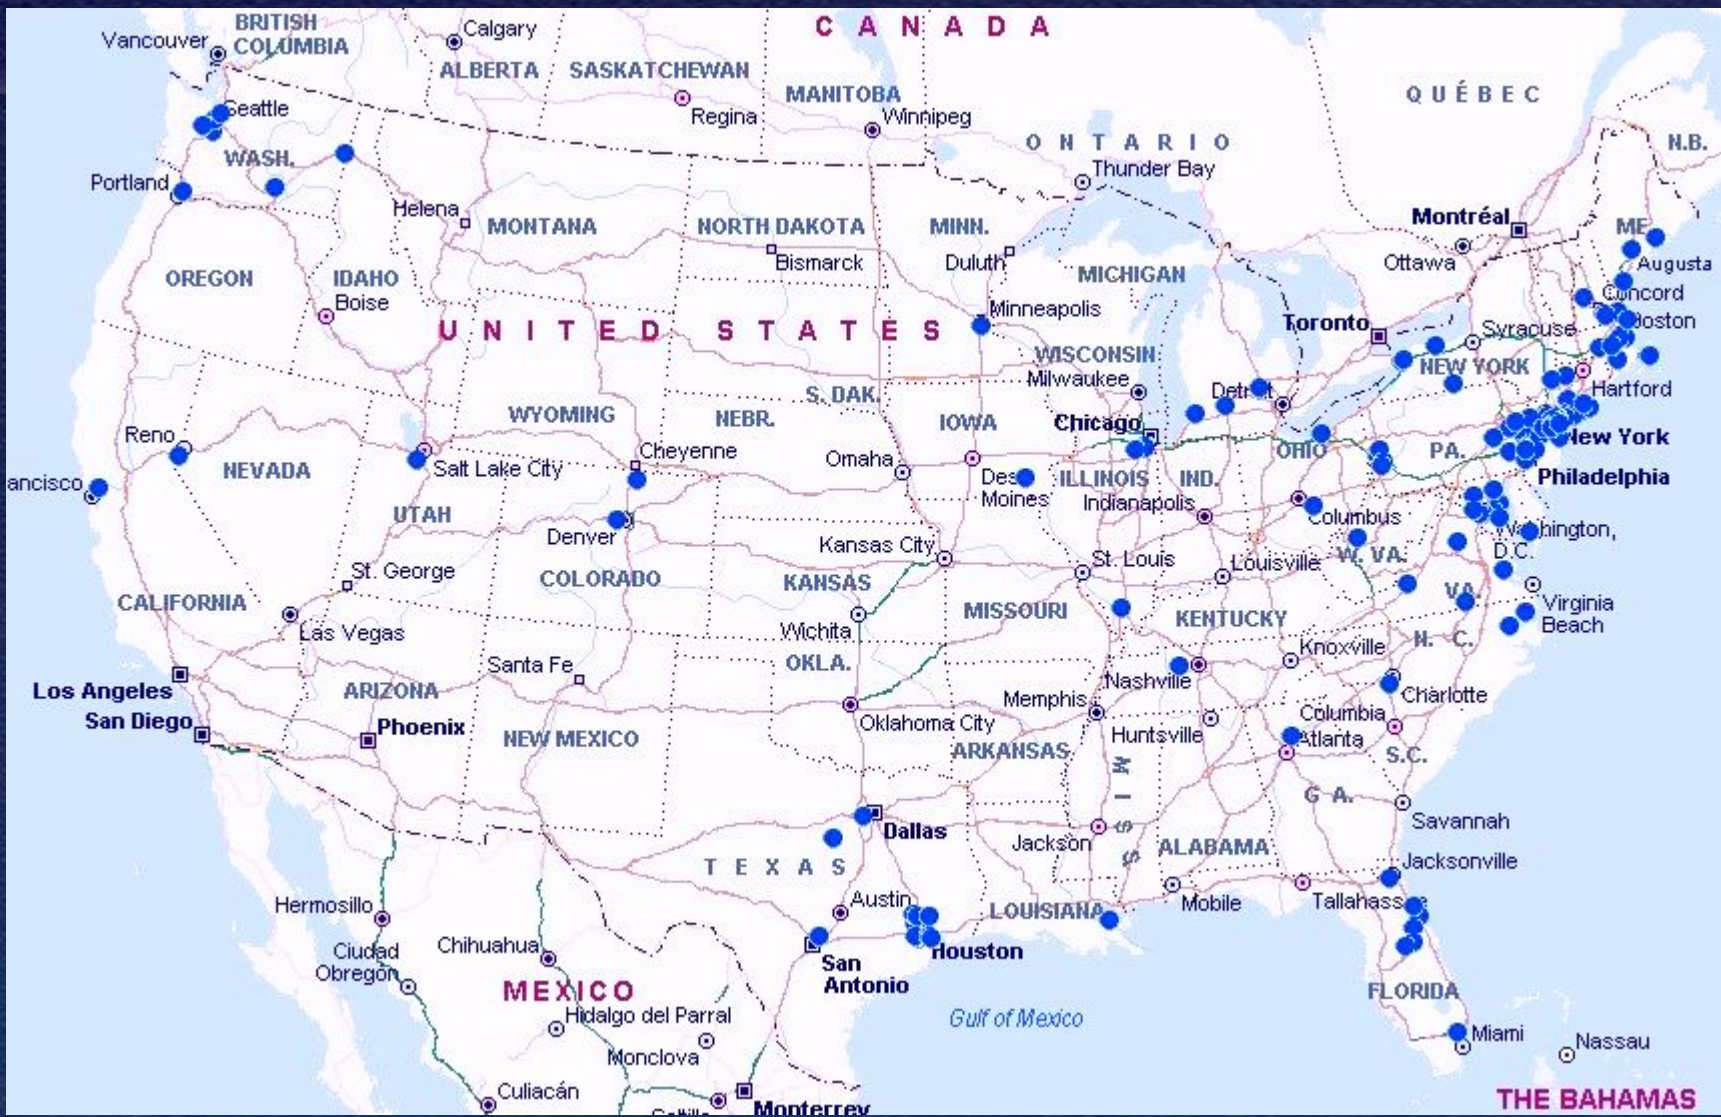 CANADA
BRITISH
COLUMBIA
Vancouver
Calgary
ALBERTA
SASKATCHEWAN
Regina
MANITOBA
Winnipeg
ONTARIO
Thunder Bay
QUÉBEC
N.B.
Seattle
WASH.
Portland
Helena
MONTANA
NORTH DAKOTA
Bismarck
MINN.
Duluth
Montréal
Ottawa
ME
Augusta
OREGON
IDAHO
Boise
MICHIGAN
Concord
Minneapolis
UNITED STATES
Toronto
Syracuse
WISCONSIN
Milwaukee
NEW YORK
Hartford
S. DAK.
WYOMING
NEBR.
IOWA
Chicago
New York
Reno
NEVADA
Salt Lake City
Cheyenne
Omaha
Des
Moines
ILLINOIS
IND.
OHIO
PA.
Philadelphia
ancisco
UTAH
Indianapolis
Columbus
Denver
Kansas City
D.C.
St. George
COLORADO
KANSAS
St. Louis
Louisville
W. VA.
VA.
CALIFORNIA
MISSOURI
KENTUCKY
Virginia
Beach
Las Vegas
Wichita
N. C.
Santa Fe
OKLA.
Knoxville
Los Angeles
ARIZONA
Nashville
Charlotte
San Diego
Phoenix
NEW MEXICO
Oklahoma City
Memphis
Huntsville
Columbia
Atlanta
ARKANSAS
S.C.
MISS
GA.
Dallas
Jackson
ALABAMA
Savannah
TEXAS
Jacksonville
Hermosillo
Austin
LOUISIANA
Mobile
Tallahass
Ciudad
Obregón
Chihuahua
Houston
San
Antonio
MEXICO
FLORIDA
Hidalgo del Parral
Gulf of Mexico
Monclova
Miami
Nassau
Culiacán
Monterrey
THE BAHAMAS